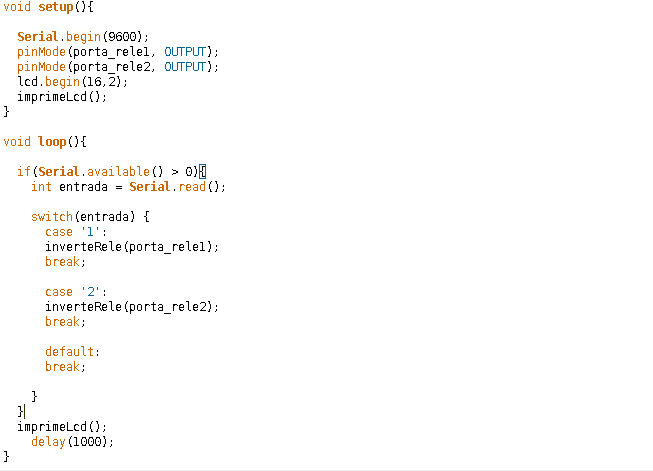 void setup(){
Serial.begin(9600);
pinMode(porta_rele1, OUTPUT);
pinMode(porta_rele2, OUTPUT);
lcd.begin(16,2);
imprimeLcd();
}
void loop(){
if(Serial.available() > 0){
int entrada = Serial.read();
switch(entrada) {
case '1':
inverteRele(porta_rele1);
break;
case '2':
inverteRele(porta_rele2);
break;
default:
break;
}
}
imprimeLcd();
delay(1000);
}